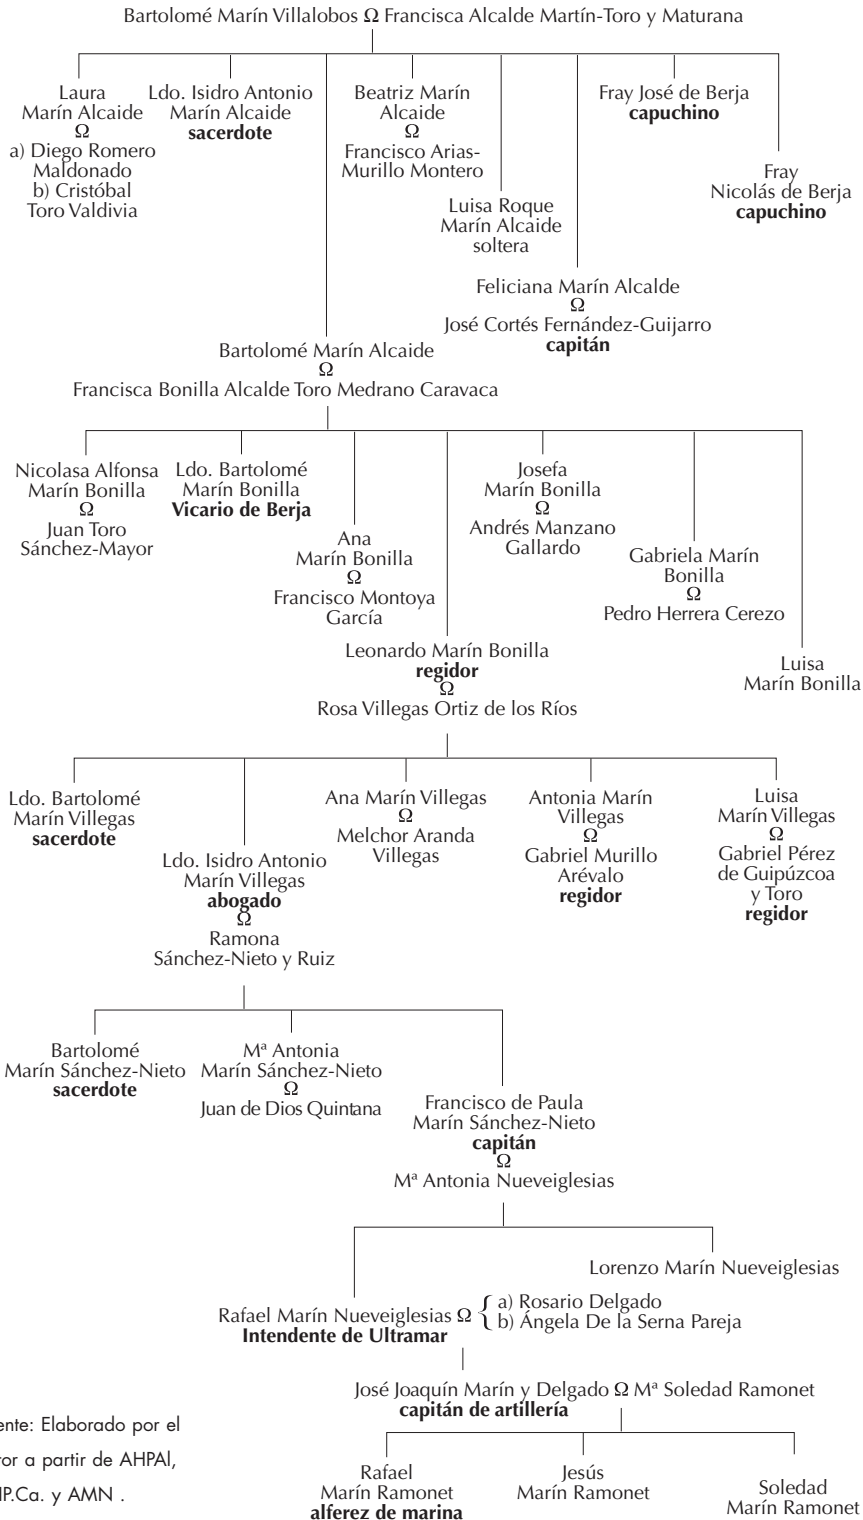 Bartolomé Marín Villalobos Ω Francisca Alcalde Martín-Toro y Maturana
Laura
Marín Alcaide
Ω
a) Diego Romero
Maldonado
b) Cristóbal
Toro Valdivia
Ldo. Isidro Antonio
Marín Alcaide
sacerdote
Beatriz Marín
Alcaide
Ω
Francisco Arias-
Murillo Montero
Luisa Roque
Marín Alcaide
soltera
Feliciana Marín Alcalde
Ω
José Cortés Fernández-Guijarro
capitán
Fray José de Berja
capuchino
Fray
Nicolás de Berja
capuchino
Bartolomé Marín Alcaide
Ω
Francisca Bonilla Alcalde Toro Medrano Caravaca
Nicolasa Alfonsa
Marín Bonilla
Ω
Juan Toro
Sánchez-Mayor
Ldo. Bartolomé
Marín Bonilla
Vicario de Berja
Ana
Marín Bonilla
Ω
Francisco Montoya
García
Leonardo Marín Bonilla
regidor
Ω
Rosa Villegas Ortiz de los Ríos
Josefa
Marín Bonilla
Ω
Andrés Manzano
Gallardo
Gabriela Marín
Bonilla
Ω
Pedro Herrera Cerezo
Luisa
Marín Bonilla
Ldo. Bartolomé
Marín Villegas
sacerdote
Ldo. Isidro Antonio
Marín Villegas
abogado
Ω
Ramona
Sánchez-Nieto y Ruiz
Ana Marín Villegas
Ω
Melchor Aranda
Villegas
Antonia Marín
Villegas
Ω
Gabriel Murillo
Arévalo
regidor
Luisa
Marín Villegas
Ω
Gabriel Pérez
de Guipúzcoa
y Toro
regidor
Bartolomé
Marín Sánchez-Nieto
sacerdote
Mª Antonia
Marín Sánchez-Nieto
Ω
Juan de Dios Quintana
Francisco de Paula
Marín Sánchez-Nieto
capitán
Ω
Mª Antonia Nueveiglesias
Lorenzo Marín Nueveiglesias
Rafael Marín Nueveiglesias Ω { a) Rosario Delgado
Intendente de Ultramar
b) Ángela De la Serna Pareja
José Joaquín Marín y Delgado Ω Mª Soledad Ramonet
capitán de artillería
Rafael
Marín Ramonet
alferez de marina
Jesús
Marín Ramonet
Soledad
Marín Ramonet
ente: Elaborado por el
or a partir de AHPAl,
IP.Ca. y AMN .